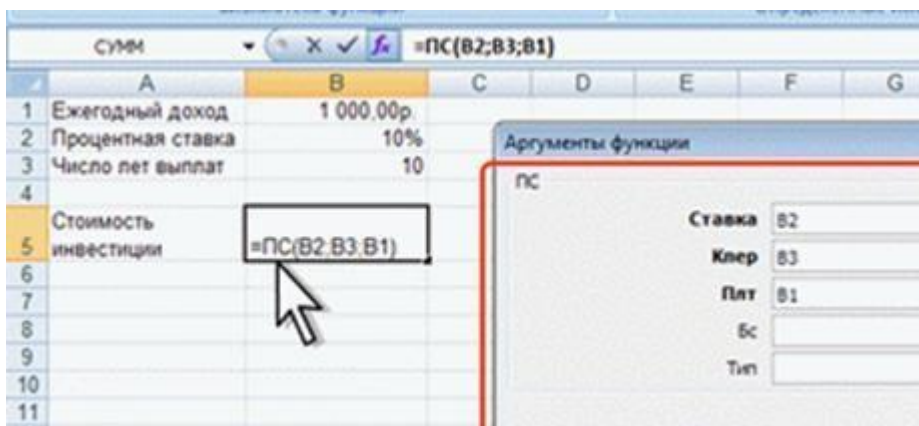 СУММ =ПС(B2;B3;B1)
A B C D E F G
1 Ежегодный доход 1 000,00р.
2 Процентная ставка 10%
3 Число лет выплат 10
4
5 Стоимость инвестиции =ПС(B2;B3;B1)
6
7
8
9
10
11
Аргументы функции
ПС
Ставка B2
Кпер B3
Плт B1
Бс
Тип